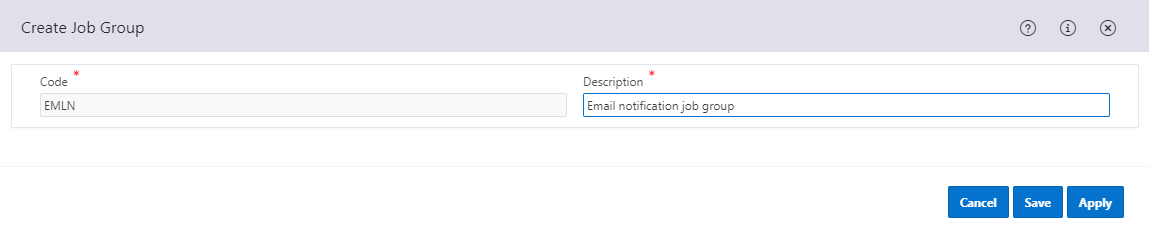 Create Job Group
Code *
Description *
EMLN
Email notification job group
Cancel
Save
Apply